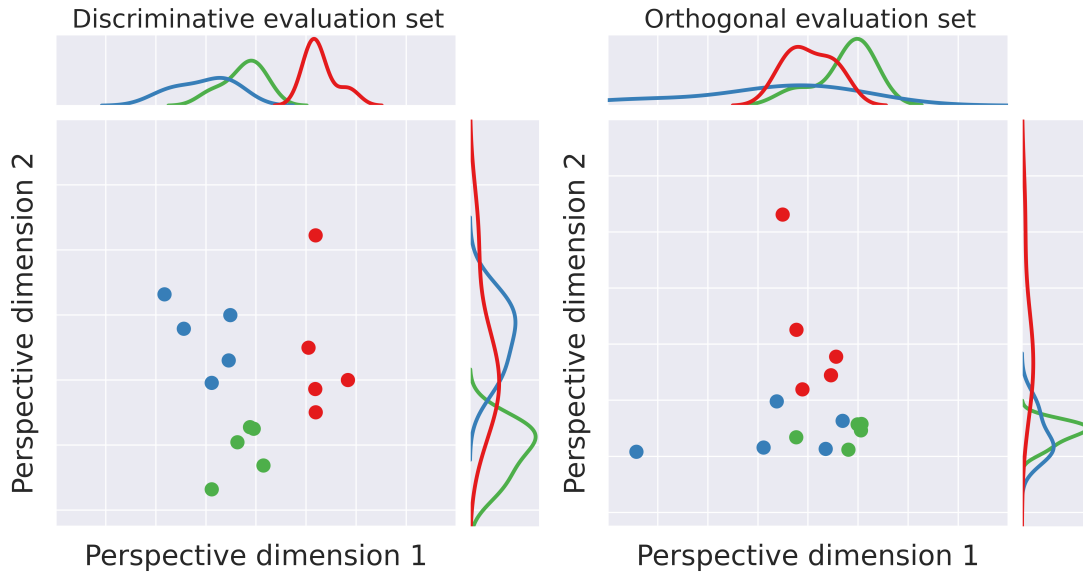 Discriminative evaluation set
Perspective dimension 2
Perspective dimension 1
Orthogonal evaluation set
Perspective dimension 2
Perspective dimension 1